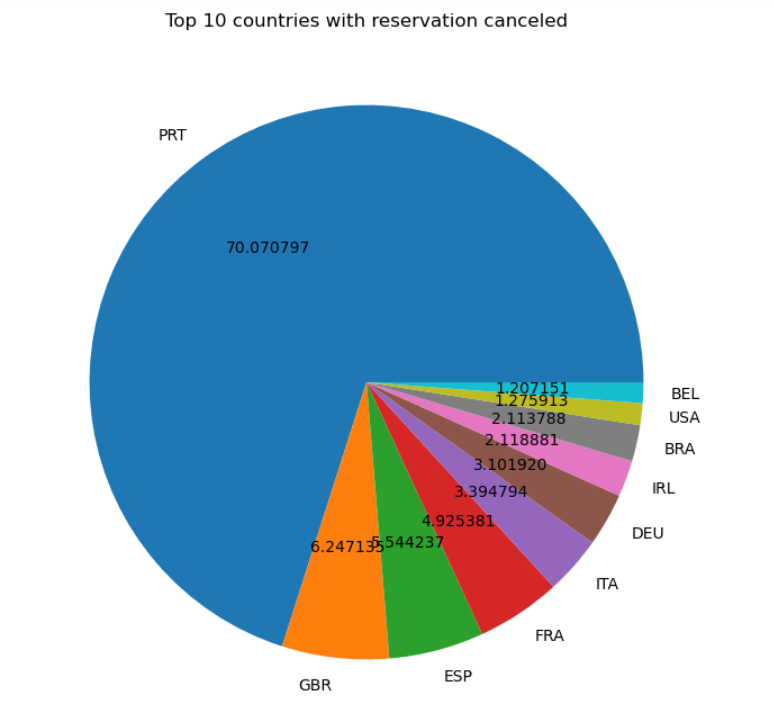 Top 10 countries with reservation canceled
PRT
70.070797
1.207151
BEL
1.275913
USA
2.113788
BRA
2.118881
IRL
3.101920
DEU
3.394794
ITA
4.925381
FRA
5.544237
ESP
6.247135
GBR